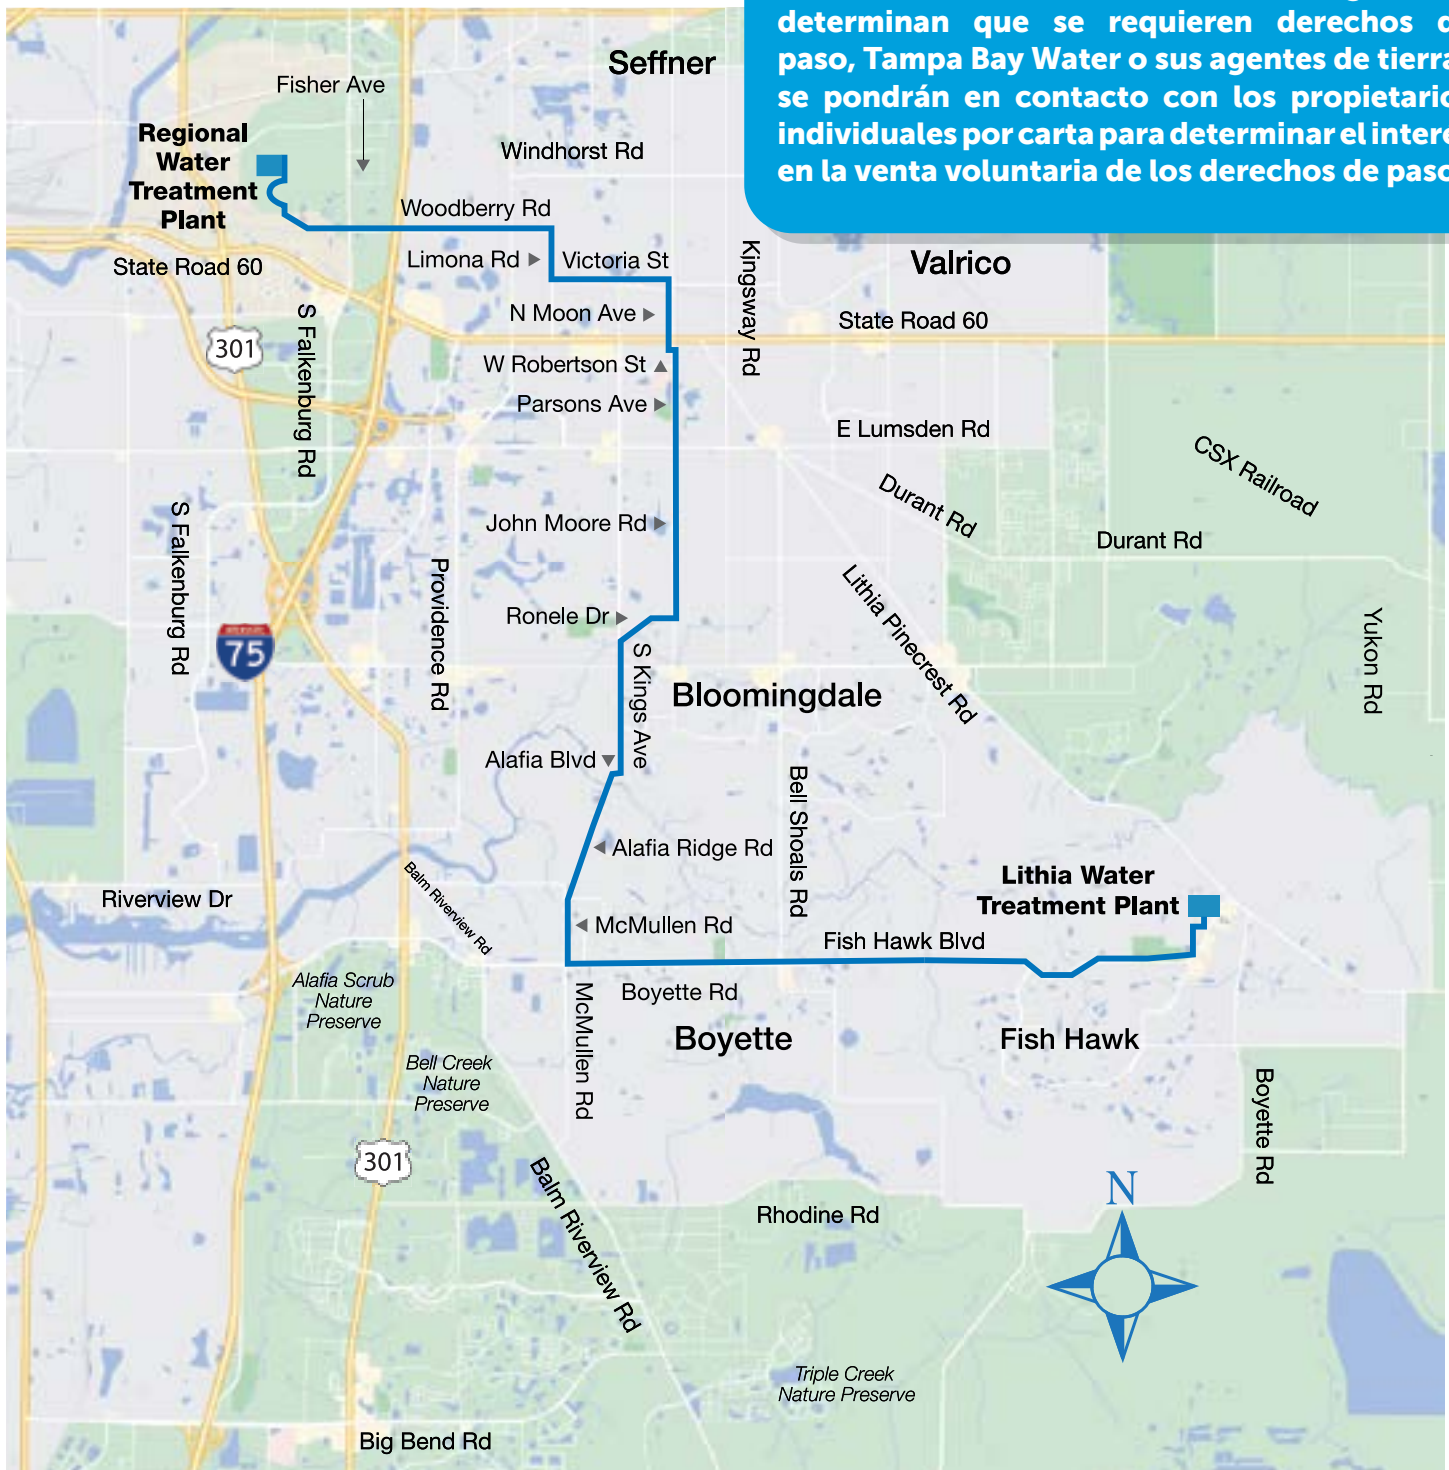 determinan que se requieren derechos
paso, Tampa Bay Water o sus agentes de tierra
se pondrán en contacto con los
individuales por carta para determinar el
en la venta voluntaria de los derechos de paso
Seffner
Fisher Ave
Regional
Water
Treatment
Plant
Windhorst Rd
Woodberry Rd
State Road 60
Limona Rd
Victoria St
Kingsway Rd
Valrico
N Moon Ave
State Road 60
S Falkenburg Rd
301
W Robertson St
Parsons Ave
E Lumsden Rd
CSX Railroad
Durant Rd
S Falkenburg Rd
John Moore Rd
Durant Rd
Providence Rd
Lithia Pinecrest Rd
Ronele Dr
Yukon Rd
75
S Kings Ave
Bloomingdale
Alafia Blvd
Bell Shoals Rd
Alafia Ridge Rd
Riverview Dr
Balm Riverview Rd
Lithia Water
Treatment Plant
McMullen Rd
Fish Hawk Blvd
Alafia Scrub
Nature
Preserve
McMullen Rd
Boyette Rd
Boyette
Fish Hawk
Bell Creek
Nature
Preserve
Boyette Rd
301
Balm Riverview Rd
N
Rhodine Rd
Triple Creek
Nature Preserve
Big Bend Rd